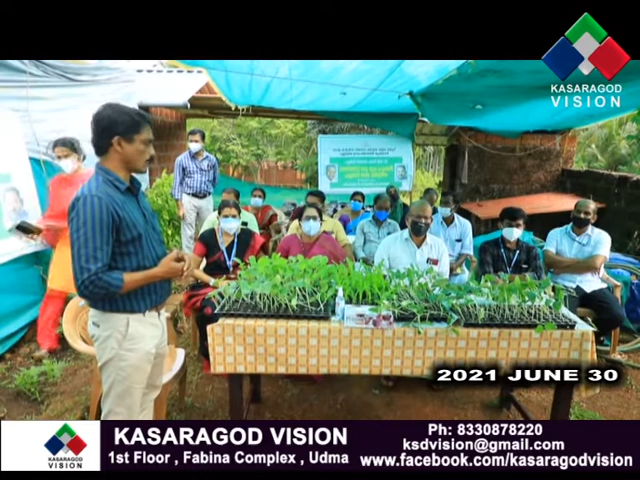 KASARAGOD
VISION
2021 JUNE 30
KASARAGOD
VISION
KASARAGOD VISION
1st Floor , Fabina Complex , Udma
Ph: 8330878220
ksdvision@gmail.com
www.facebook.com/kasaragodvision